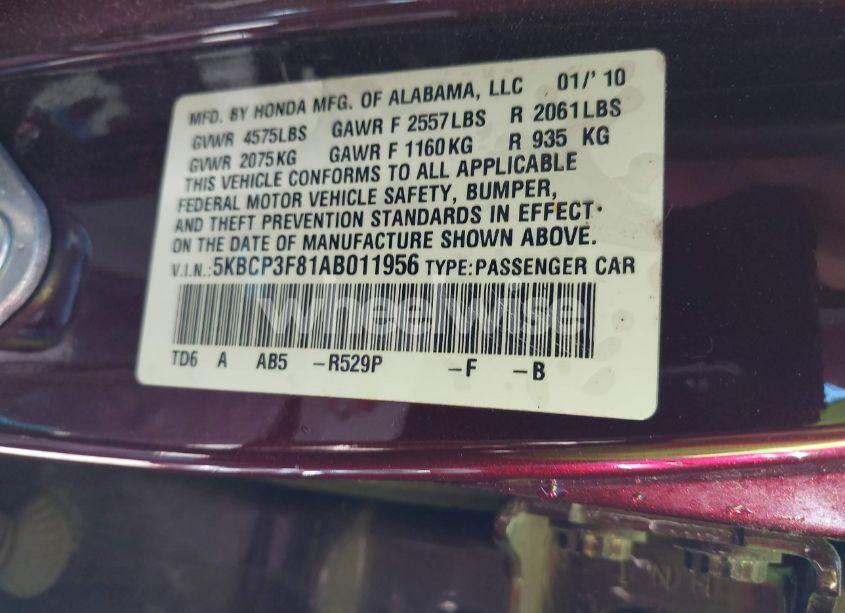 MFD. BY HONDA MFG. OF ALABAMA, LLC 01/'10
GVWR 4575LBS GAWR F 2557LBS R 2061LBS
GVWR 2075KG GAWR F 1160KG R 935 KG
THIS VEHICLE CONFORMS TO ALL APPLICABLE
FEDERAL MOTOR VEHICLE SAFETY, BUMPER,
AND THEFT PREVENTION STANDARDS IN EFFECT·
ON THE DATE OF MANUFACTURE SHOWN ABOVE.
V.I.N.:5KBCP3F81AB011956 TYPE:PASSENGER CAR
wheelwise
TD6 A AB5 -R529P -F -B